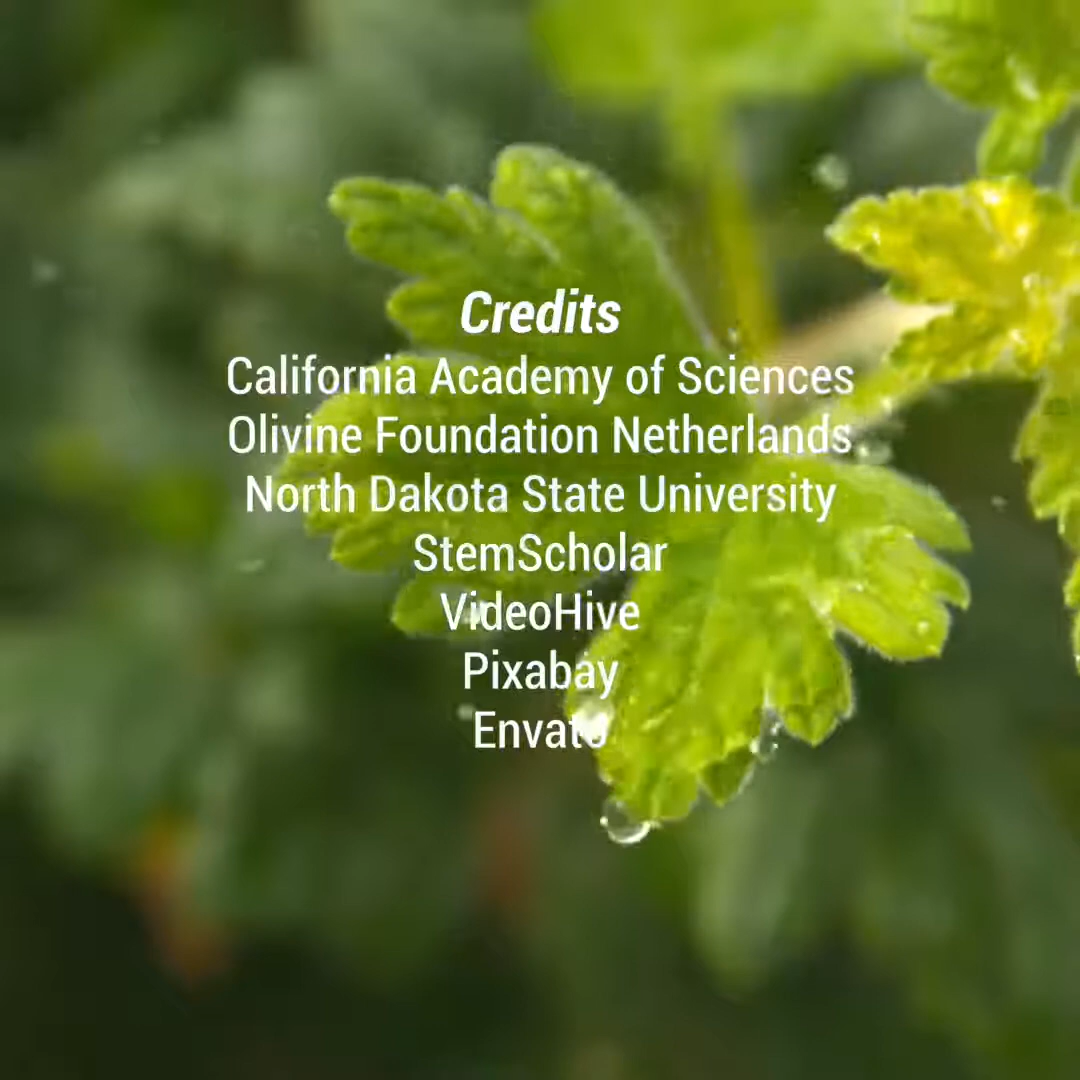 Credits
California Academy of Sciences
Olivine Foundation Netherlands
North Dakota State University
StemScholar
VideoHive
Pixabay
Envato